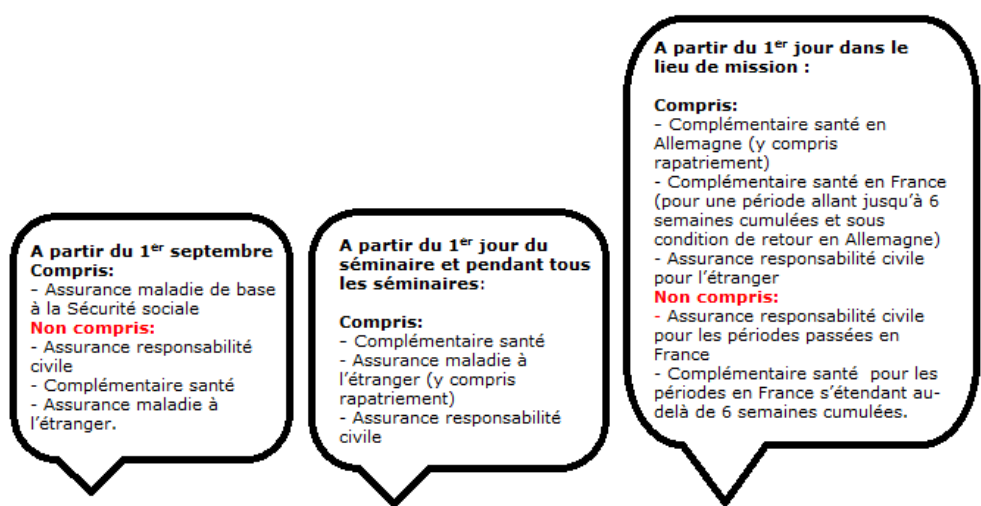 A partir du 1er septembre
Compris:
- Assurance maladie de base
à la Sécurité sociale
Non compris:
- Assurance responsabilité
civile
- Complémentaire santé
- Assurance maladie à
l’étranger.
A partir du 1er jour du
séminaire et pendant tous
les séminaires:
Compris:
- Complémentaire santé
- Assurance maladie à
l’étranger (y compris
rapatriement)
- Assurance responsabilité
civile
A partir du 1er jour dans le
lieu de mission :
Compris:
- Complémentaire santé en
Allemagne (y compris
rapatriement)
- Complémentaire santé en France
(pour une période allant jusqu’à 6
semaines cumulées et sous
condition de retour en Allemagne)
- Assurance responsabilité civile
pour l’étranger
Non compris:
- Assurance responsabilité civile
pour les périodes passées en
France
- Complémentaire santé  pour les
périodes en France s’étendant au-
delà de 6 semaines cumulées.